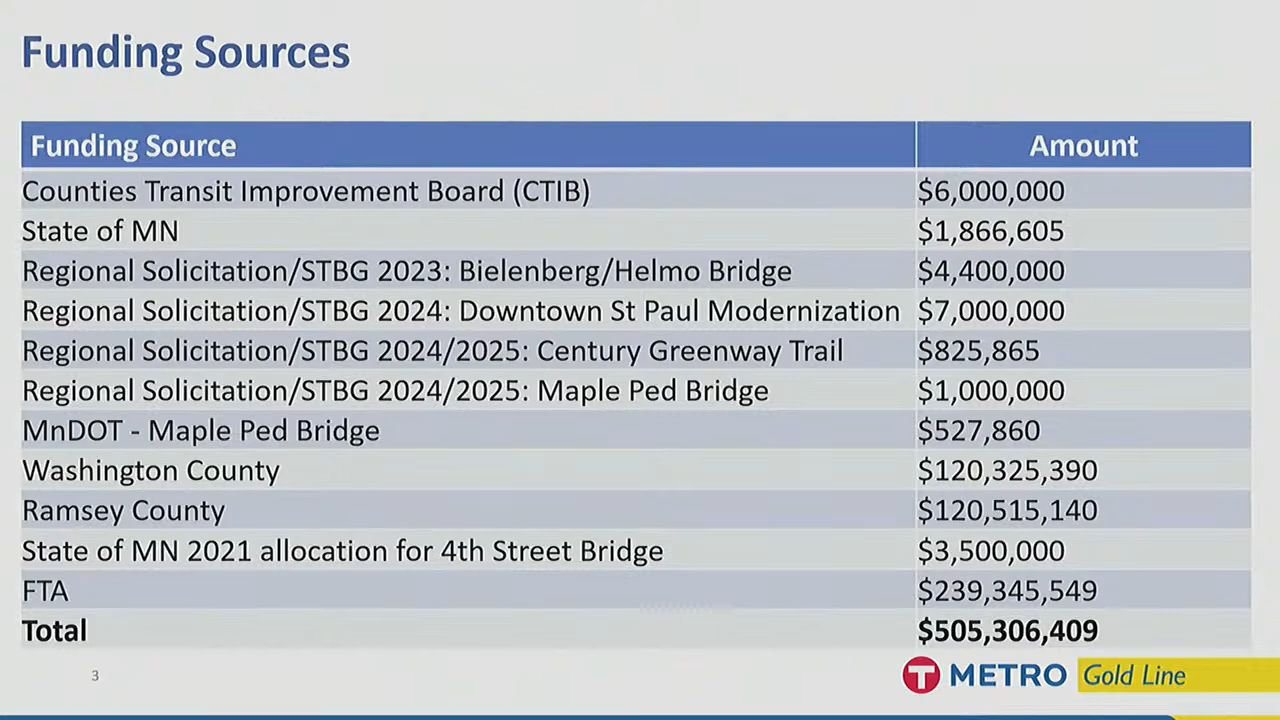 Funding Sources
Funding Source Amount
Counties Transit Improvement Board (CTIB) $6,000,000
State of MN $1,866,605
Regional Solicitation/STBG 2023: Bielenberg/Helmo Bridge $4,400,000
Regional Solicitation/STBG 2024: Downtown St Paul Modernization $7,000,000
Regional Solicitation/STBG 2024/2025: Century Greenway Trail $825,865
Regional Solicitation/STBG 2024/2025: Maple Ped Bridge $1,000,000
MnDOT - Maple Ped Bridge $527,860
Washington County $120,325,390
Ramsey County $120,515,140
State of MN 2021 allocation for 4th Street Bridge $3,500,000
FTA $239,345,549
Total $505,306,409
3
T METRO Gold Line